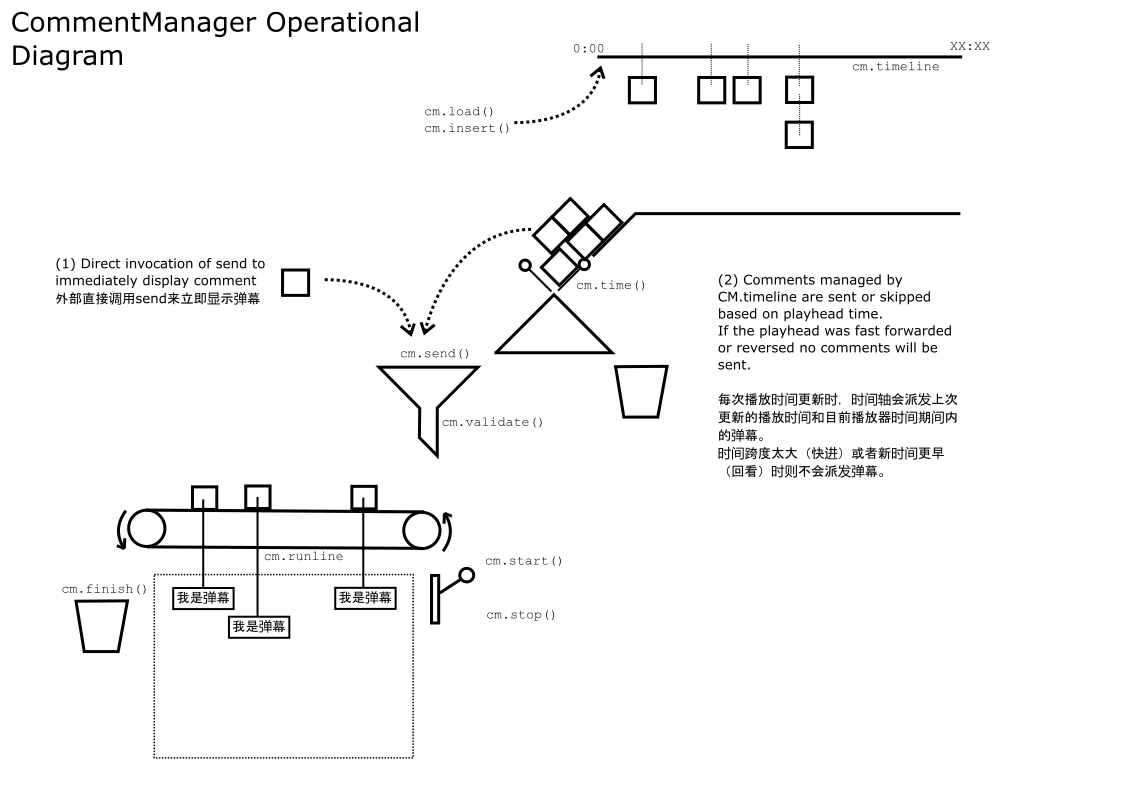 CommentManager Operational
Diagram
0:00
XX:XX
cm.timeline
cm.load()
cm.insert()
(1) Direct invocation of send to
immediately display comment
外部直接调用send来立即显示弹幕
cm.time()
(2) Comments managed by
CM.timeline are sent or skipped
based on playhead time.
If the playhead was fast forwarded
or reversed no comments will be
sent.
每次播放时间更新时，时间轴会派发上次
更新的播放时间和目前播放器时间期间内
的弹幕。
时间跨度太大（快进）或者新时间更早
（回看）时则不会派发弹幕。
cm.send()
cm.validate()
cm.runline
cm.start()
cm.finish()
我是弹幕
我是弹幕
我是弹幕
cm.stop()